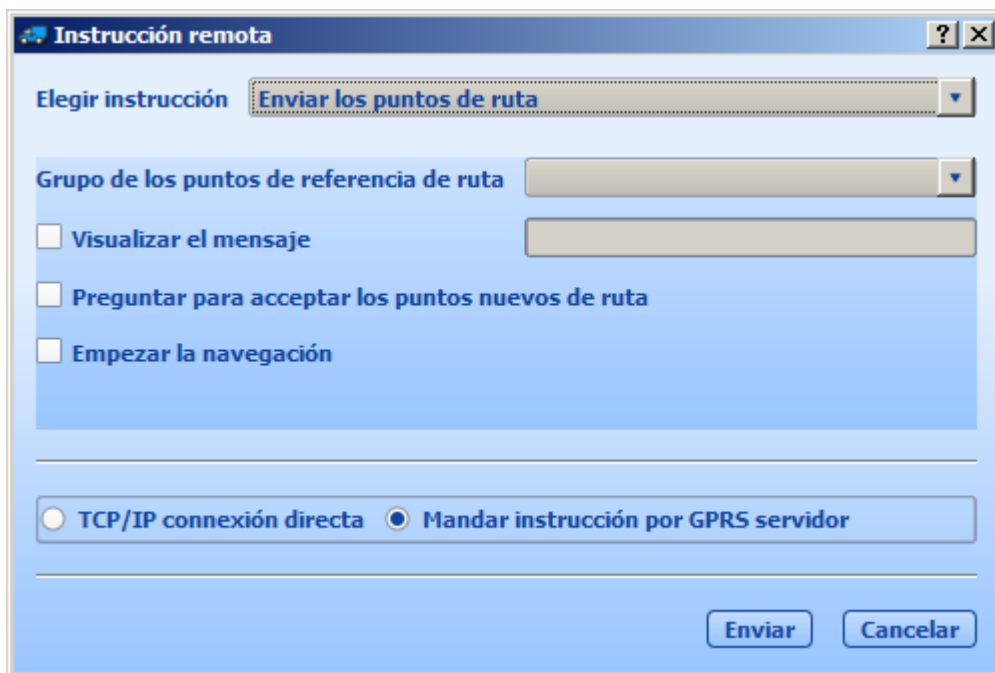 Instrucción remota
Elegir instrucción Enviar los puntos de ruta
Grupo de los puntos de referencia de ruta
Visualizar el mensaje
Preguntar para acceptar los puntos nuevos de ruta
Empezar la navegación
TCP/IP connexión directa Mandar instrucción por GPRS servidor
Enviar Cancelar